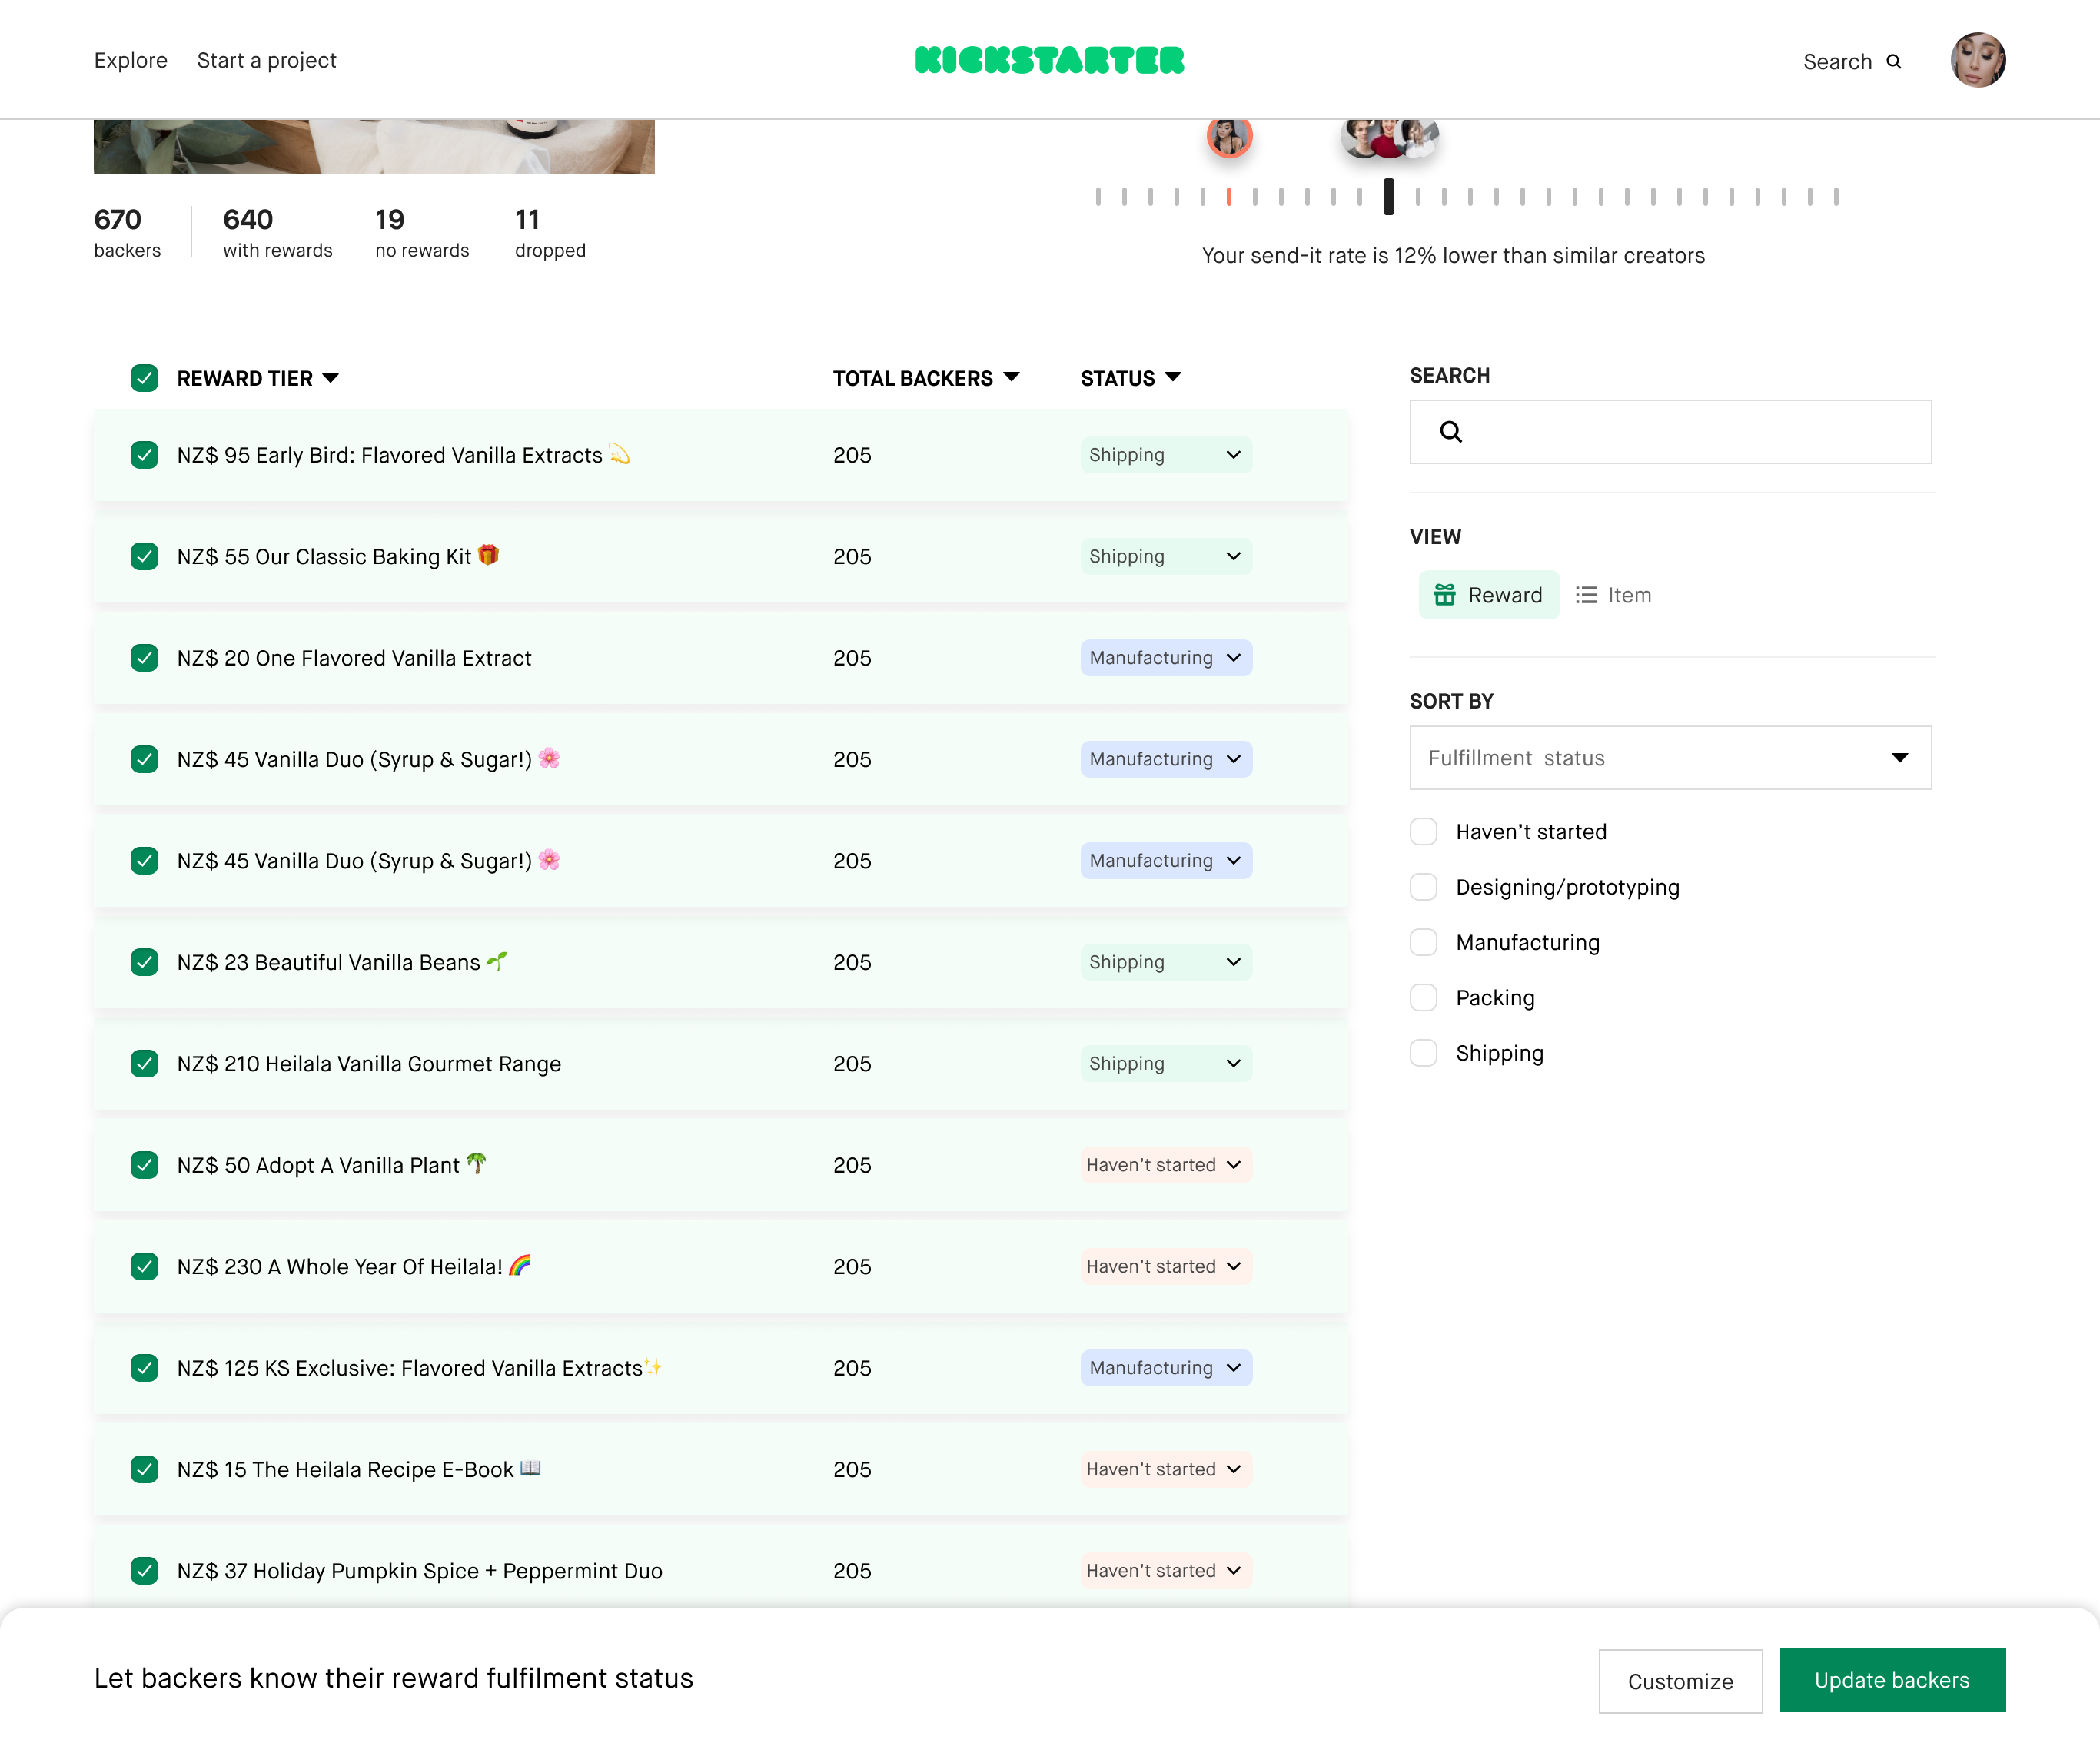 Explore Start a project KICKSTARTER Search
670 640 19 11
backers with rewards no rewards dropped
Your send-it rate is 12% lower than similar creators
REWARD TIER TOTAL BACKERS STATUS
NZ$ 95 Early Bird: Flavored Vanilla Extracts 💫 205 Shipping
NZ$ 55 Our Classic Baking Kit 🎁 205 Shipping
NZ$ 20 One Flavored Vanilla Extract 205 Manufacturing
NZ$ 45 Vanilla Duo (Syrup & Sugar!) 🌸 205 Manufacturing
NZ$ 45 Vanilla Duo (Syrup & Sugar!) 🌸 205 Manufacturing
NZ$ 23 Beautiful Vanilla Beans 🌱 205 Shipping
NZ$ 210 Heilala Vanilla Gourmet Range 205 Shipping
NZ$ 50 Adopt A Vanilla Plant 🌴 205 Haven’t started
NZ$ 230 A Whole Year Of Heilala! 🌈 205 Haven’t started
NZ$ 125 KS Exclusive: Flavored Vanilla Extracts✨ 205 Manufacturing
NZ$ 15 The Heilala Recipe E-Book 📖 205 Haven’t started
NZ$ 37 Holiday Pumpkin Spice + Peppermint Duo 205 Haven’t started
SEARCH
VIEW
Reward Item
SORT BY
Fulfillment status
Haven’t started
Designing/prototyping
Manufacturing
Packing
Shipping
Let backers know their reward fulfilment status Customize Update backers